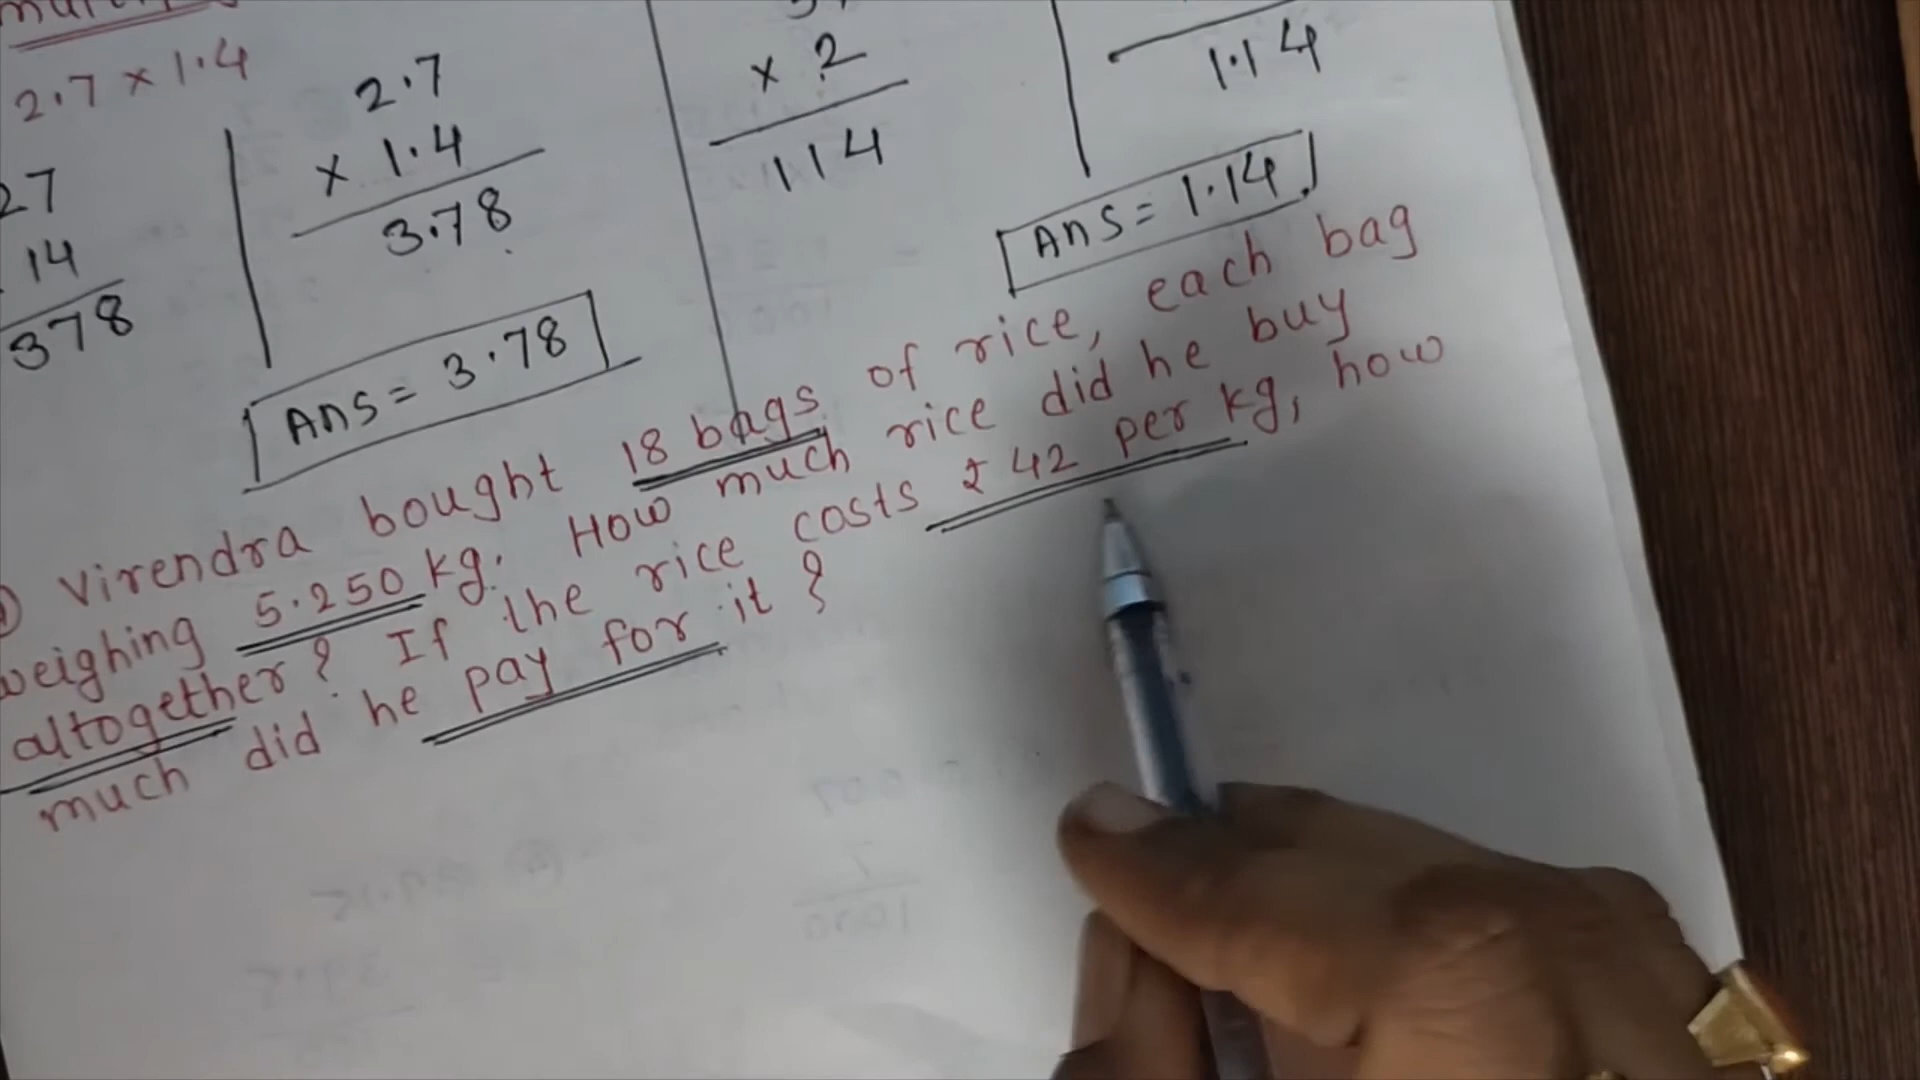 2.7 × 1.4
27
14
378
2.7
× 1.4
3.78
Ans = 3.78
× 2
114
1.14
Ans = 1.14
Virendra bought 18 bags of rice, each bag
weighing 5.250 kg. How much rice did he buy
altogether? If the rice costs ₹ 42 per kg, how
much did he pay for it?